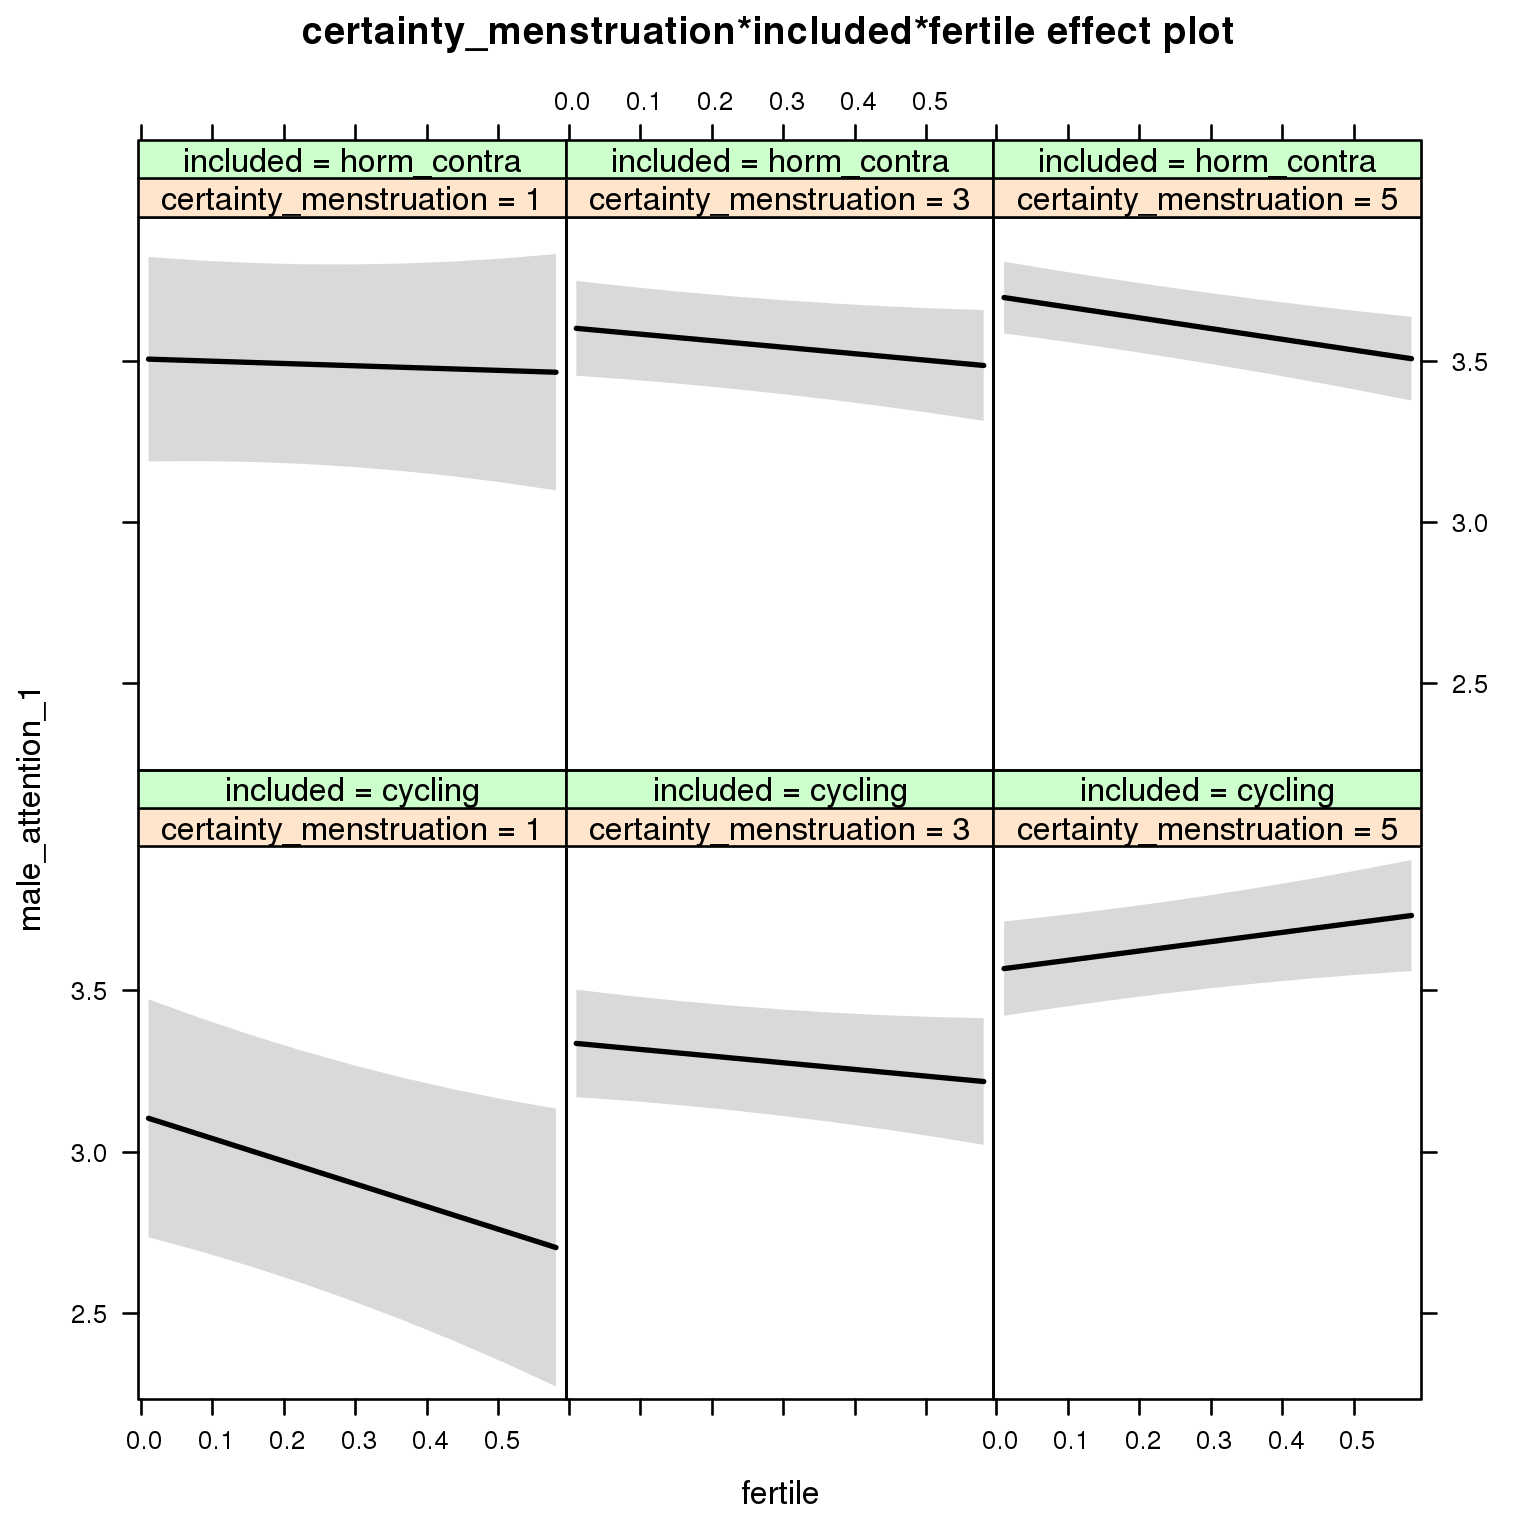 certainty_menstruation*included*fertile effect plot
0.0 0.1 0.2 0.3 0.4 0.5
included = horm_contra included = horm_contra included = horm_contra
certainty_menstruation = 1 certainty_menstruation = 3 certainty_menstruation = 5
3.5
3.0
2.5
male_attention_1
included = cycling included = cycling included = cycling
certainty_menstruation = 1 certainty_menstruation = 3 certainty_menstruation = 5
3.5
3.0
2.5
0.0 0.1 0.2 0.3 0.4 0.5 0.0 0.1 0.2 0.3 0.4 0.5
fertile